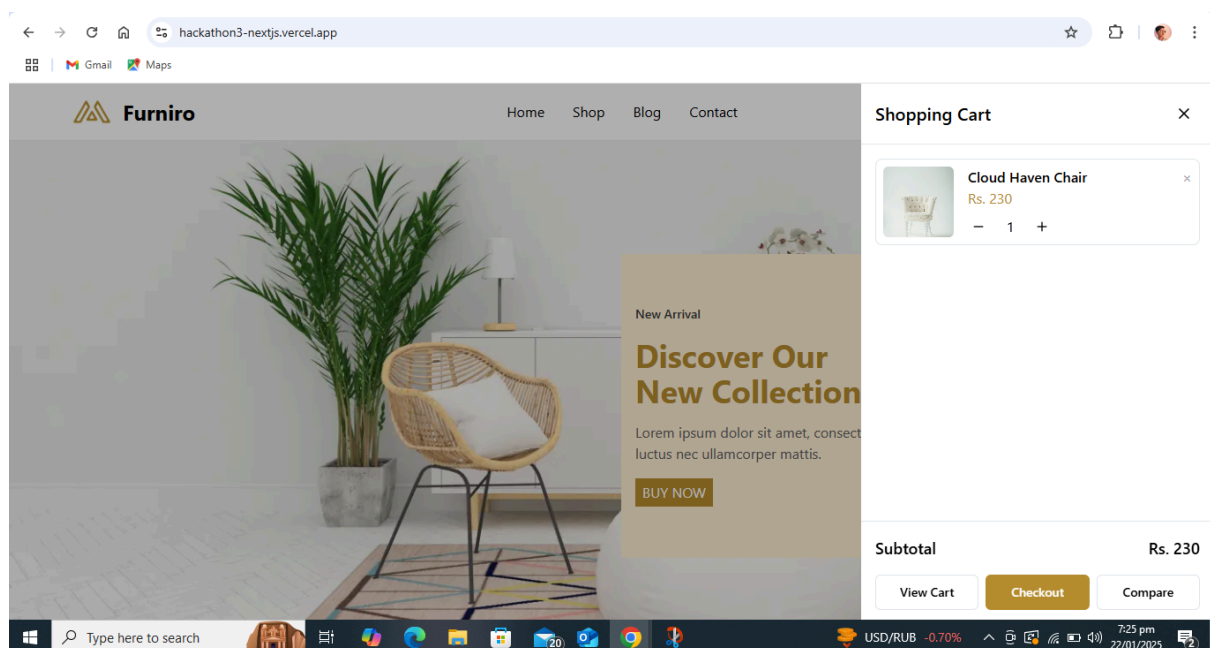 hackathon3-nextjs.vercel.app
Gmail Maps
Furniro
Home Shop Blog Contact
Shopping Cart
×
Cloud Haven Chair
×
Rs. 230
− 1 +
New Arrival
Discover Our
New Collection
Lorem ipsum dolor sit amet, consect
luctus nec ullamcorper mattis.
BUY NOW
Subtotal Rs. 230
View Cart Checkout Compare
Type here to search
20
USD/RUB -0.70%
7:25 pm
22/01/2025
2